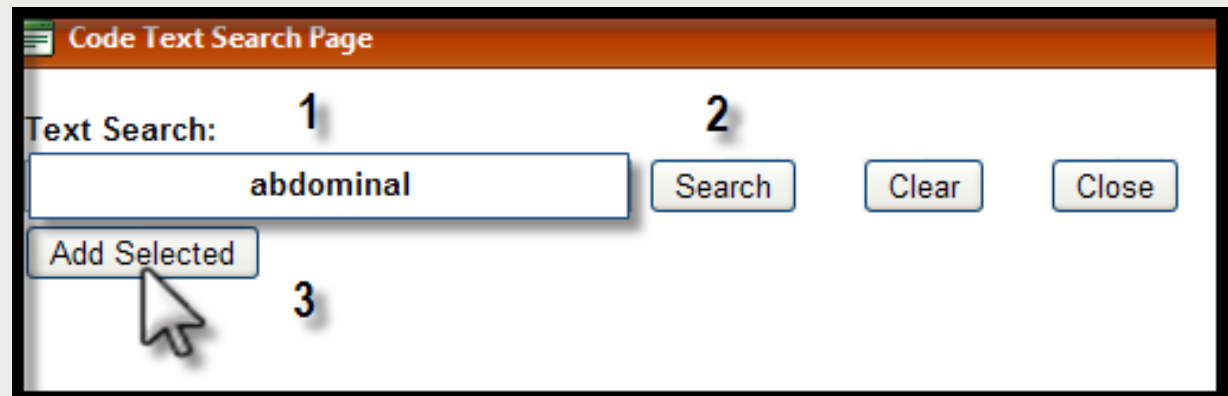 Code Text Search Page
1
2
Text Search:
abdominal
Search
Clear
Close
Add Selected
3